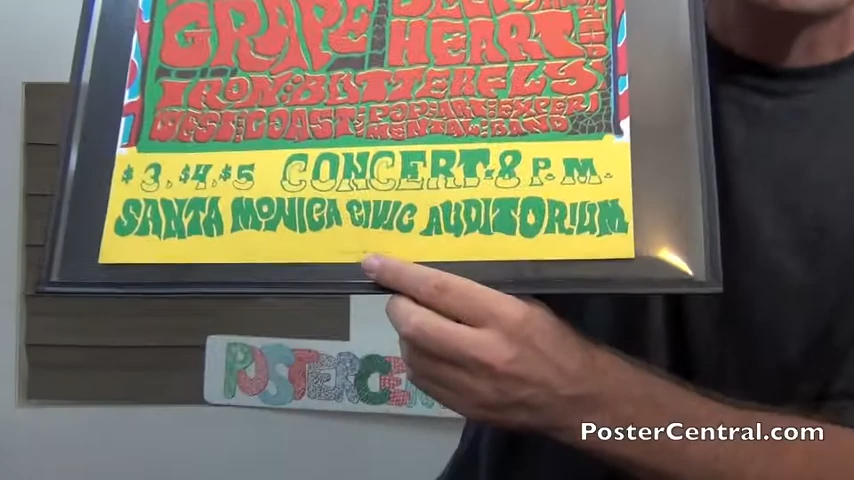 GRAPE
HEART
IRON BUTTERFLY
WEST COAST POP ART EXPERI
MENTAL BAND
$3.$4.$5 CONCERT·8 P.M.
SANTA MONICA CIVIC AUDITORIUM
POSTERCEN
PosterCentral.com